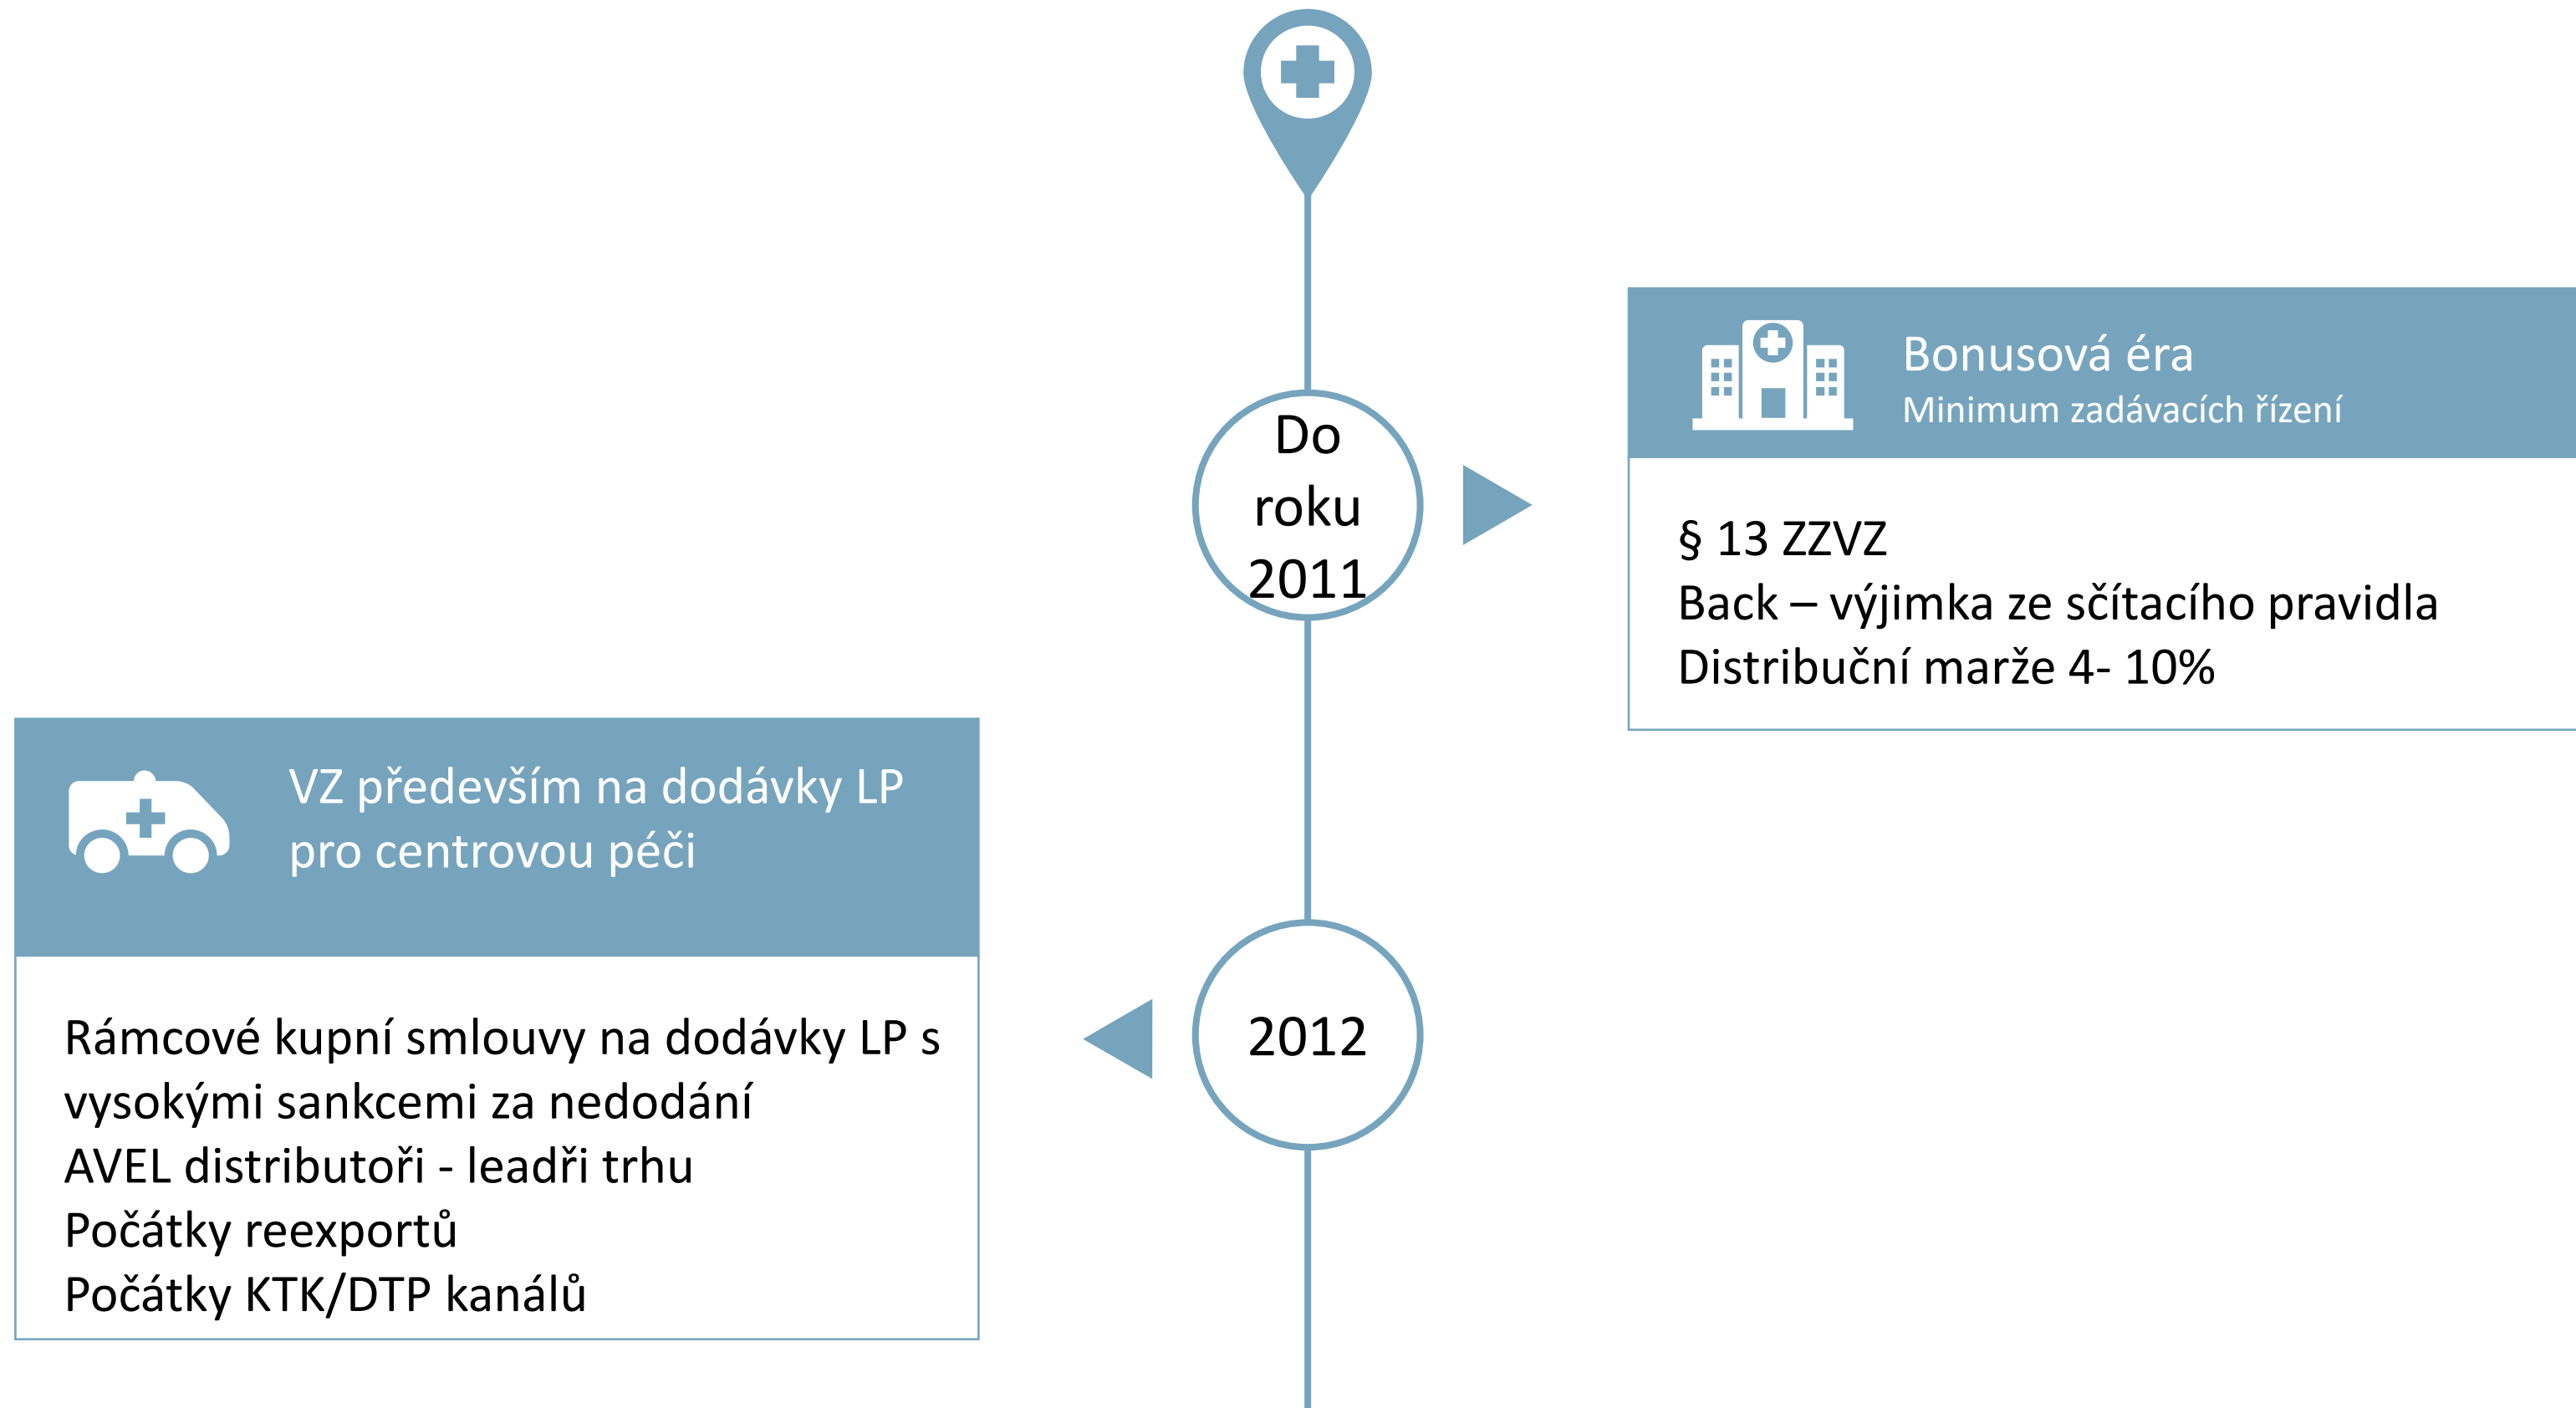 Do
roku
2011
Bonusová éra
Minimum zadávacích řízení
§ 13 ZZVZ
Back – výjimka ze sčítacího pravidla
Distribuční marže 4- 10%
VZ především na dodávky LP
pro centrovou péči
Rámcové kupní smlouvy na dodávky LP s
vysokými sankcemi za nedodání
AVEL distributoři - leadři trhu
Počátky reexportů
Počátky KTK/DTP kanálů
2012